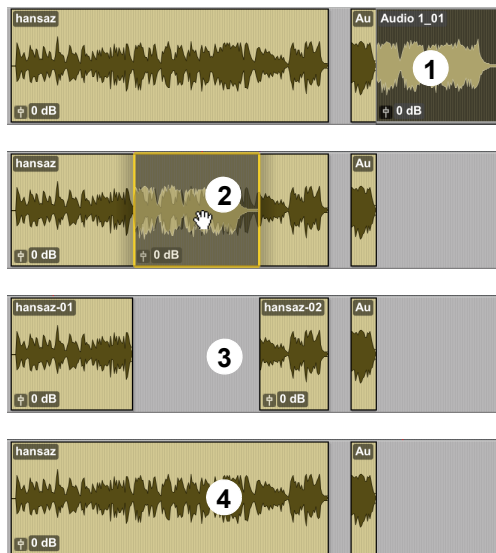 hansaz Au Audio 1_01
1
0 dB 0 dB
hansaz Au
2
0 dB 0 dB
hansaz-01 hansaz-02 Au
3
0 dB 0 dB
hansaz Au
4
0 dB